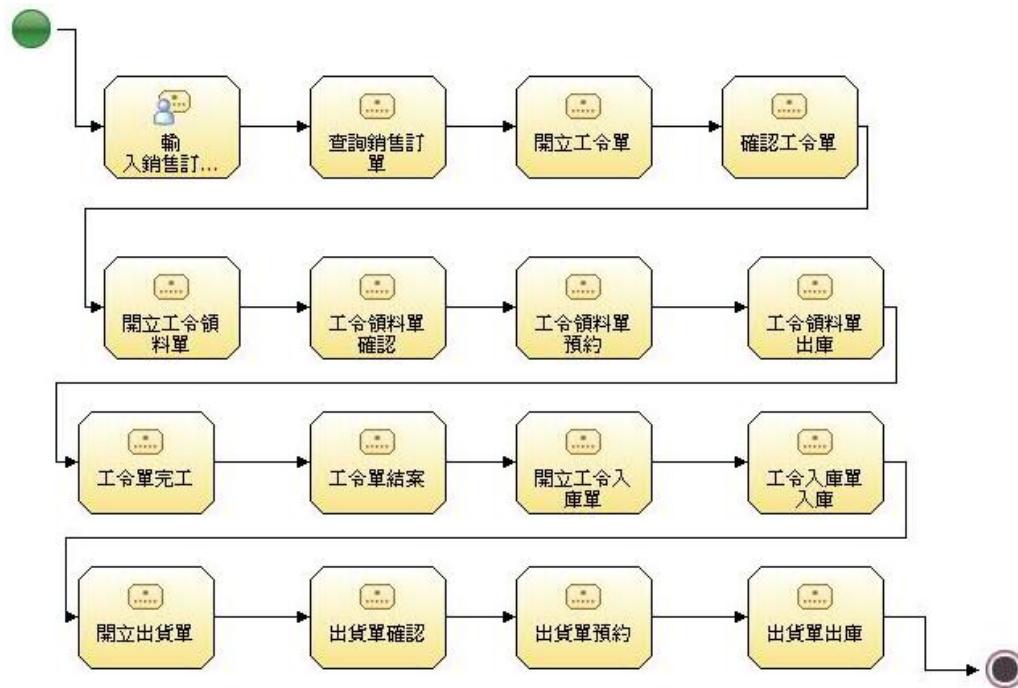 輸
入銷售訂...
查詢銷售訂
單
開立工令單
確認工令單
開立工令領
料單
工令領料單
確認
工令領料單
預約
工令領料單
出庫
工令單完工
工令單結案
開立工令入
庫單
工令入庫單
入庫
開立出貨單
出貨單確認
出貨單預約
出貨單出庫